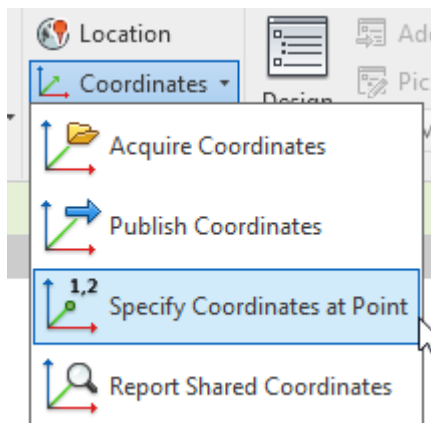 Location
Coordinates
Design
Acquire Coordinates
Publish Coordinates
1,2
Specify Coordinates at Point
Report Shared Coordinates